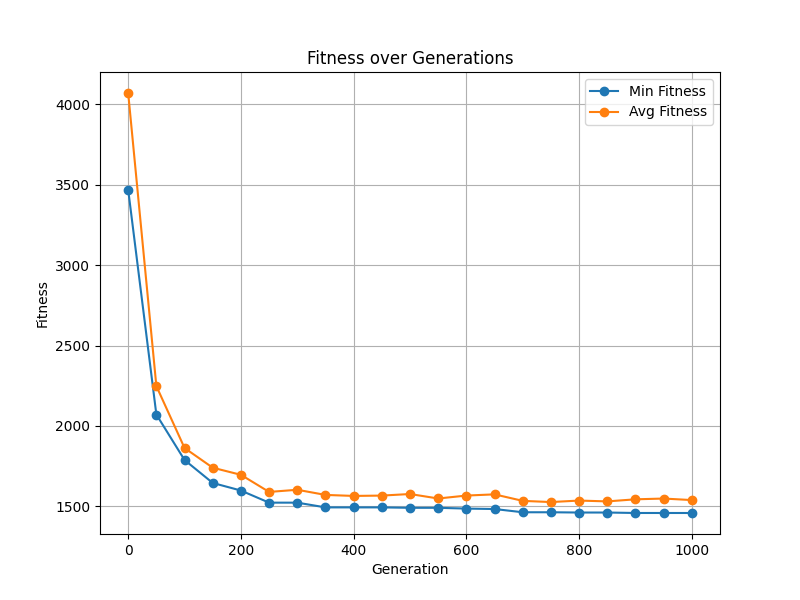 Fitness over Generations
Min Fitness
Avg Fitness
Fitness
4000
3500
3000
2500
2000
1500
0 200 400 600 800 1000
Generation